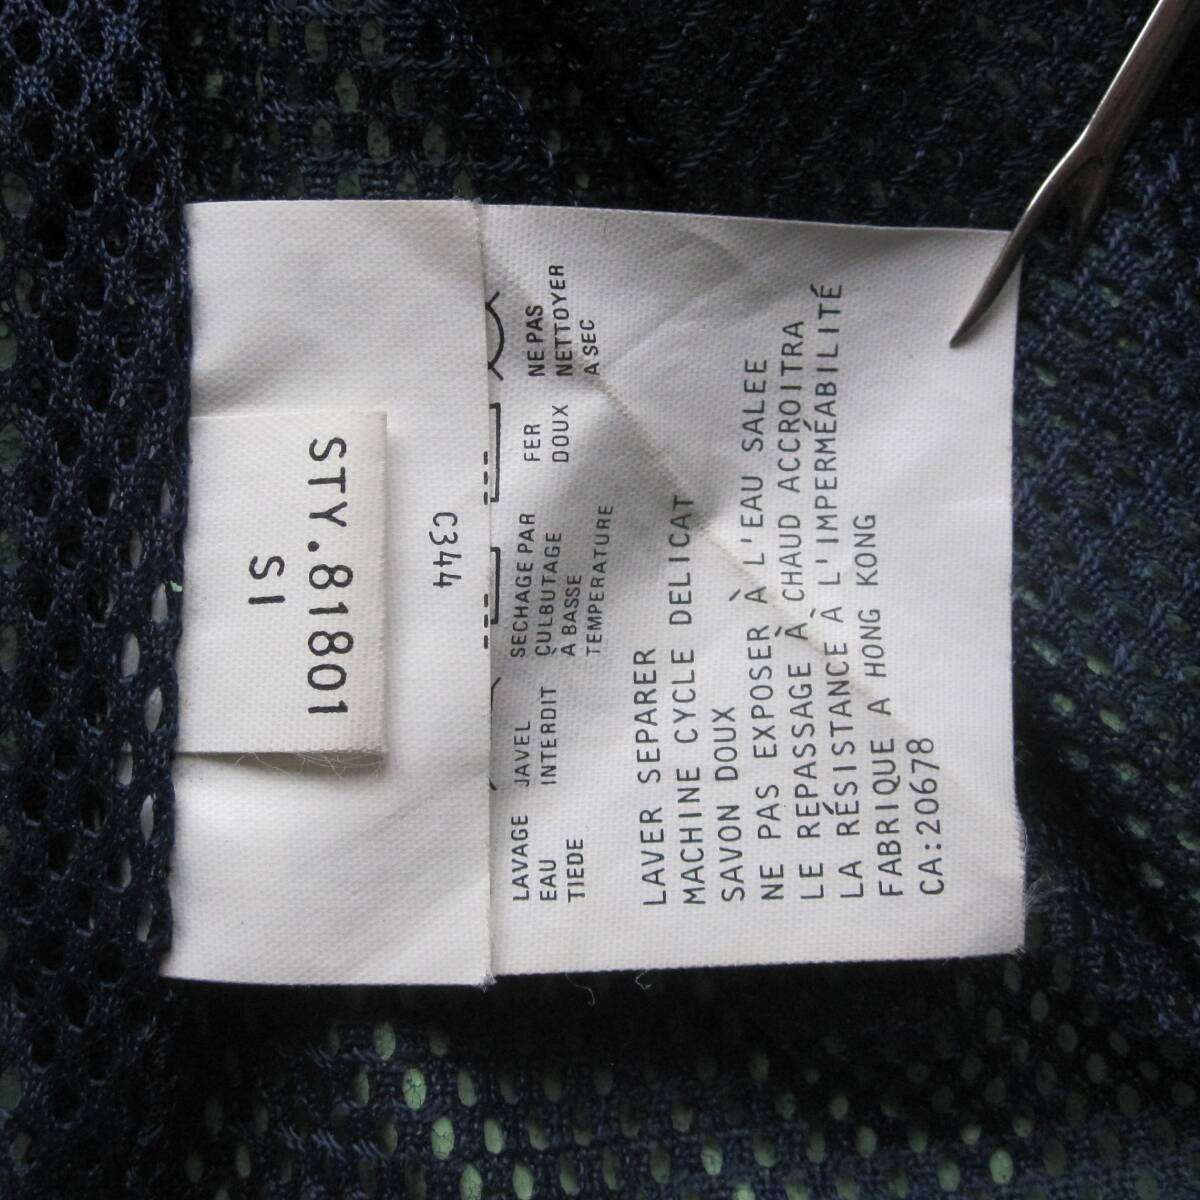 STY.81801
SI
C344
LAVAGE
EAU
TIEDE
JAVEL
INTERDIT
SECHAGE PAR
CULBUTAGE
À BASSE
TEMPERATURE
FER
DOUX
NE PAS
NETTOYER
A SEC
LAVER SEPARER
MACHINE CYCLE DELICAT
SAVON DOUX
NE PAS EXPOSER À L'EAU SALEE
LE REPASSAGE À CHAUD ACCROITRA
LA RÉSISTANCE À L'IMPERMÉABILITÉ
FABRIQUE A HONG KONG
CA:20678